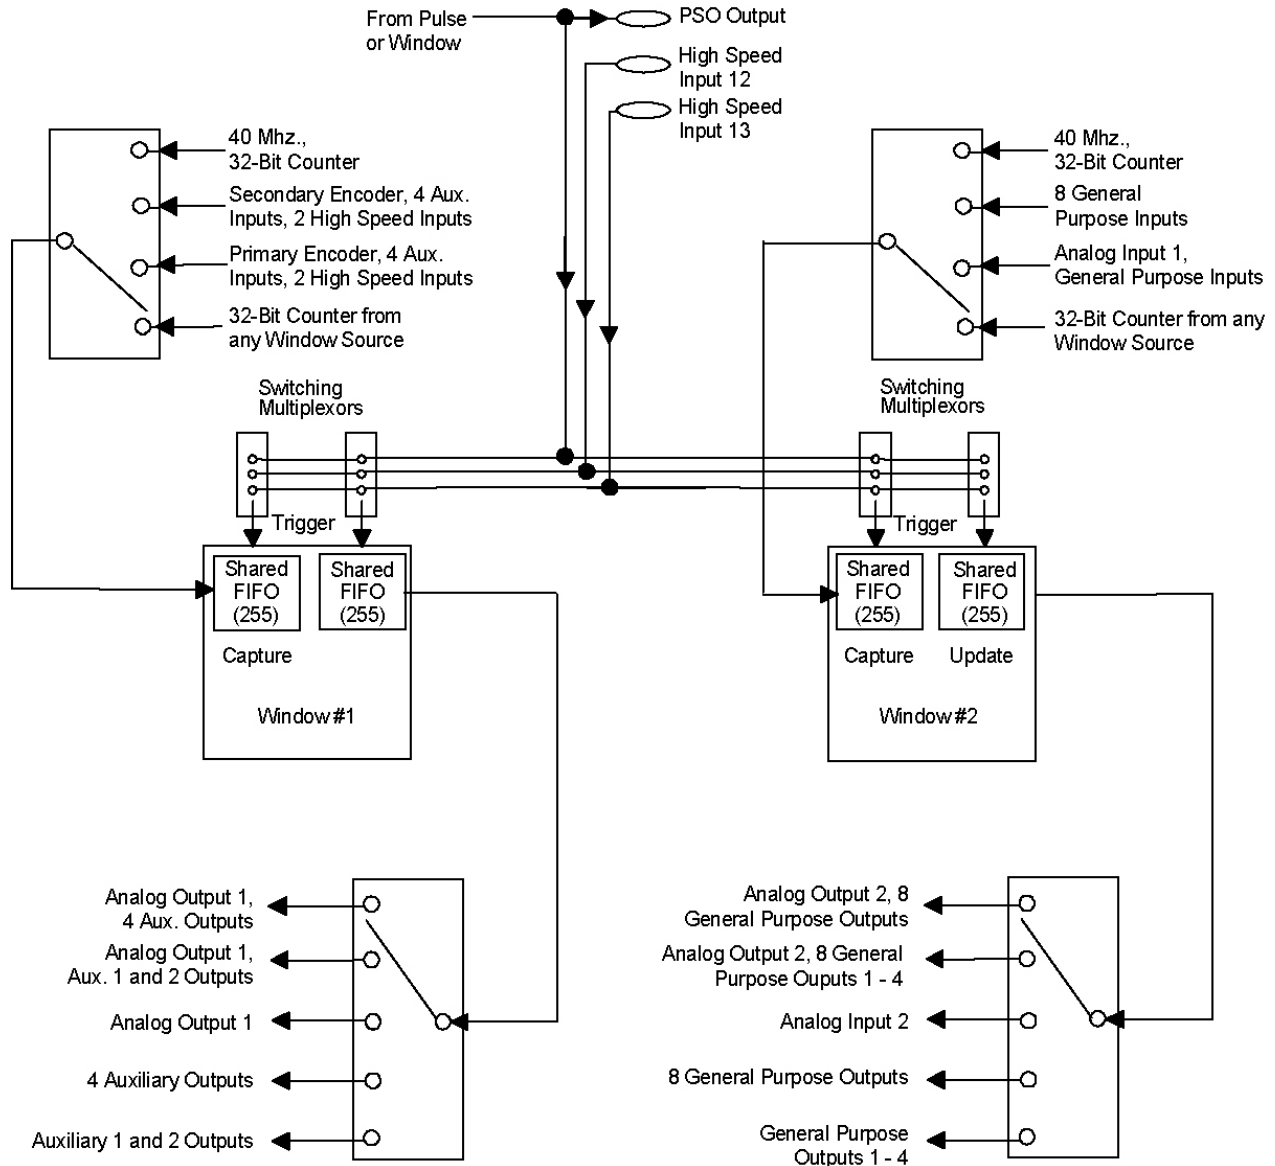 From Pulse
or Window
PSO Output
High Speed
Input 12
High Speed
Input 13
40 Mhz.,
32-Bit Counter
Secondary Encoder, 4 Aux.
Inputs, 2 High Speed Inputs
Primary Encoder, 4 Aux.
Inputs, 2 High Speed Inputs
32-Bit Counter from
any Window Source
40 Mhz.,
32-Bit Counter
8 General
Purpose Inputs
Analog Input 1,
General Purpose Inputs
32-Bit Counter from any
Window Source
Switching
Multiplexors
Switching
Multiplexors
Trigger
Trigger
Shared
FIFO
(255)
Shared
FIFO
(255)
Capture
Window #1
Shared
FIFO
(255)
Shared
FIFO
(255)
Capture
Update
Window #2
Analog Output 1,
4 Aux. Outputs
Analog Output 1,
Aux. 1 and 2 Outputs
Analog Output 1
4 Auxiliary Outputs
Auxiliary 1 and 2 Outputs
Analog Output 2, 8
General Purpose Outputs
Analog Output 2, 8 General
Purpose Ouputs 1 - 4
Analog Input 2
8 General Purpose Outputs
General Purpose
Outputs 1 - 4